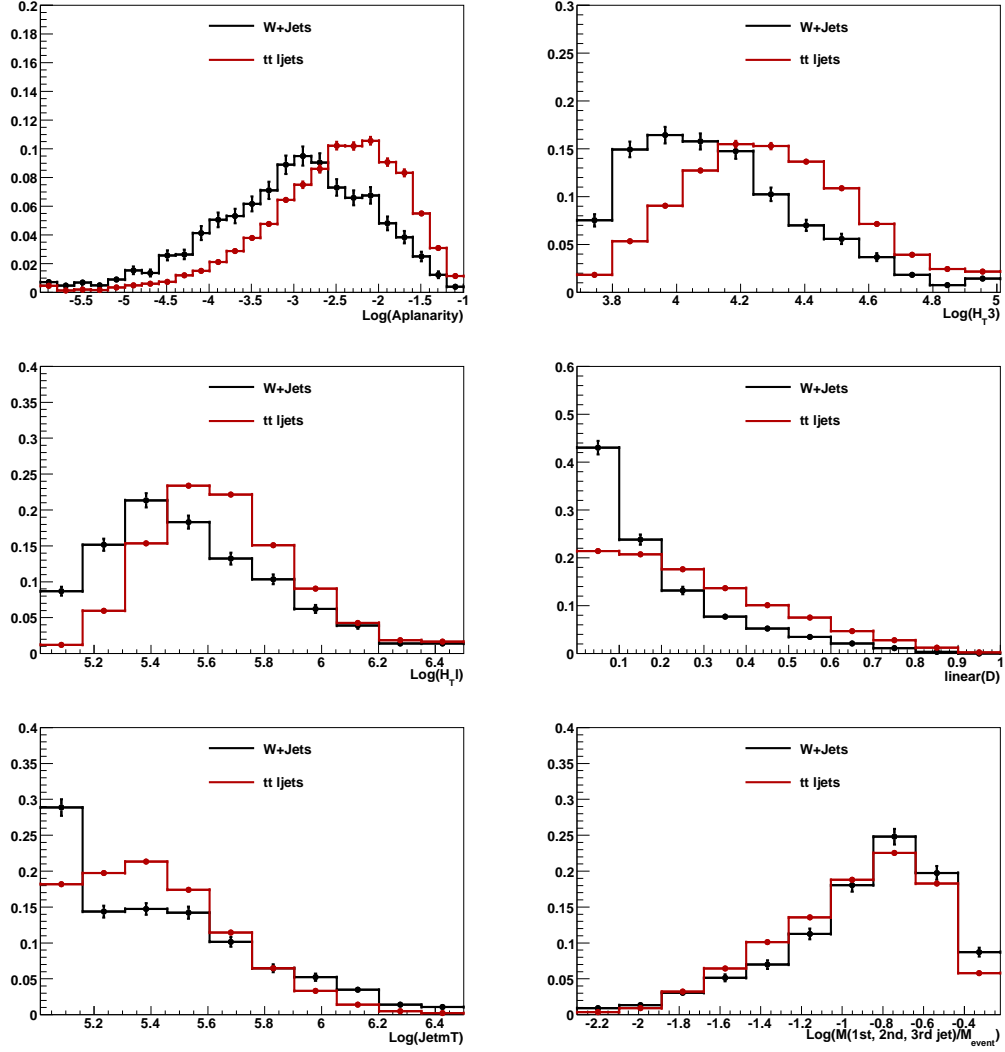 0.2
0.18
0.16
0.14
0.12
0.1
0.08
0.06
0.04
0.02
0
W+Jets
tt ljets
-5.5 -5 -4.5 -4 -3.5 -3 -2.5 -2 -1.5 -1
Log(Aplanarity)
0.3
0.25
0.2
0.15
0.1
0.05
0
W+Jets
tt ljets
3.8 4 4.2 4.4 4.6 4.8 5
Log(H_T3)
0.4
0.35
0.3
0.25
0.2
0.15
0.1
0.05
0
W+Jets
tt ljets
5.2 5.4 5.6 5.8 6 6.2 6.4
Log(H_Tl)
0.6
0.5
0.4
0.3
0.2
0.1
0
W+Jets
tt ljets
0.1 0.2 0.3 0.4 0.5 0.6 0.7 0.8 0.9 1
linear(D)
0.4
0.35
0.3
0.25
0.2
0.15
0.1
0.05
0
W+Jets
tt ljets
5.2 5.4 5.6 5.8 6 6.2 6.4
Log(JetmT)
0.4
0.35
0.3
0.25
0.2
0.15
0.1
0.05
0
W+Jets
tt ljets
-2.2 -2 -1.8 -1.6 -1.4 -1.2 -1 -0.8 -0.6 -0.4
Log(M(1st, 2nd, 3rd jet)/M_event)